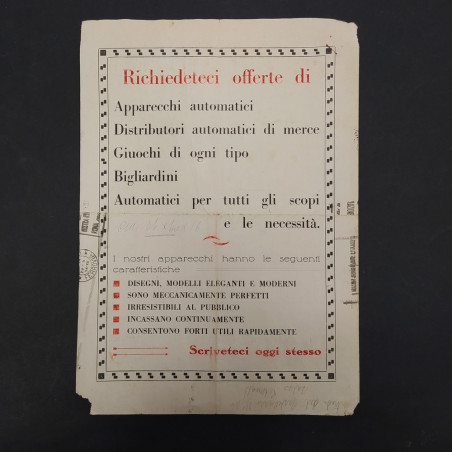 Richiedeteci offerte di
Apparecchi automatici
Distributori automatici di merce
Giuochi di ogni tipo
Bigliardini
Automatici per tutti gli scopi
e le necessità.
I nostri apparecchi hanno le seguenti
caratteristiche
DISEGNI, MODELLI ELEGANTI E MODERNI
SONO MECCANICAMENTE PERFETTI
IRRESISTIBILI AL PUBBLICO
INCASSANO CONTINUAMENTE
CONSENTONO FORTI UTILI RAPIDAMENTE
Scriveteci oggi stesso